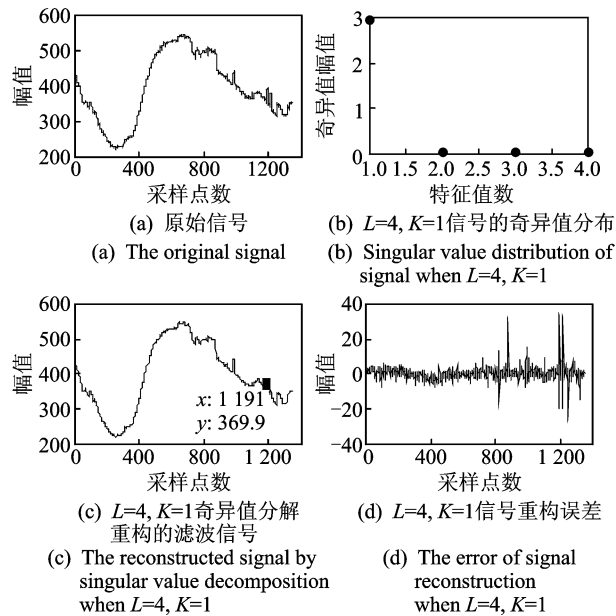 600
500
400
300
200
幅值
0
400
800
1200
采样点数
(a) 原始信号
(a) The original signal
3
2
1
0
奇异值幅值
1.0
1.5
2.0
2.5
3.0
3.5
4.0
特征值数
(b) L=4, K=1信号的奇异值分布
(b) Singular value distribution of
signal when L=4, K=1
600
500
400
300
200
幅值
x: 1 191
y: 369.9
0
400
800
1 200
采样点数
(c) L=4, K=1奇异值分解
重构的滤波信号
(c) The reconstructed signal by
singular value decomposition
when L=4, K=1
40
20
0
−20
−40
幅值
0
400
800
1 200
采样点数
(d) L=4, K=1信号重构误差
(d) The error of signal
reconstruction
when L=4, K=1